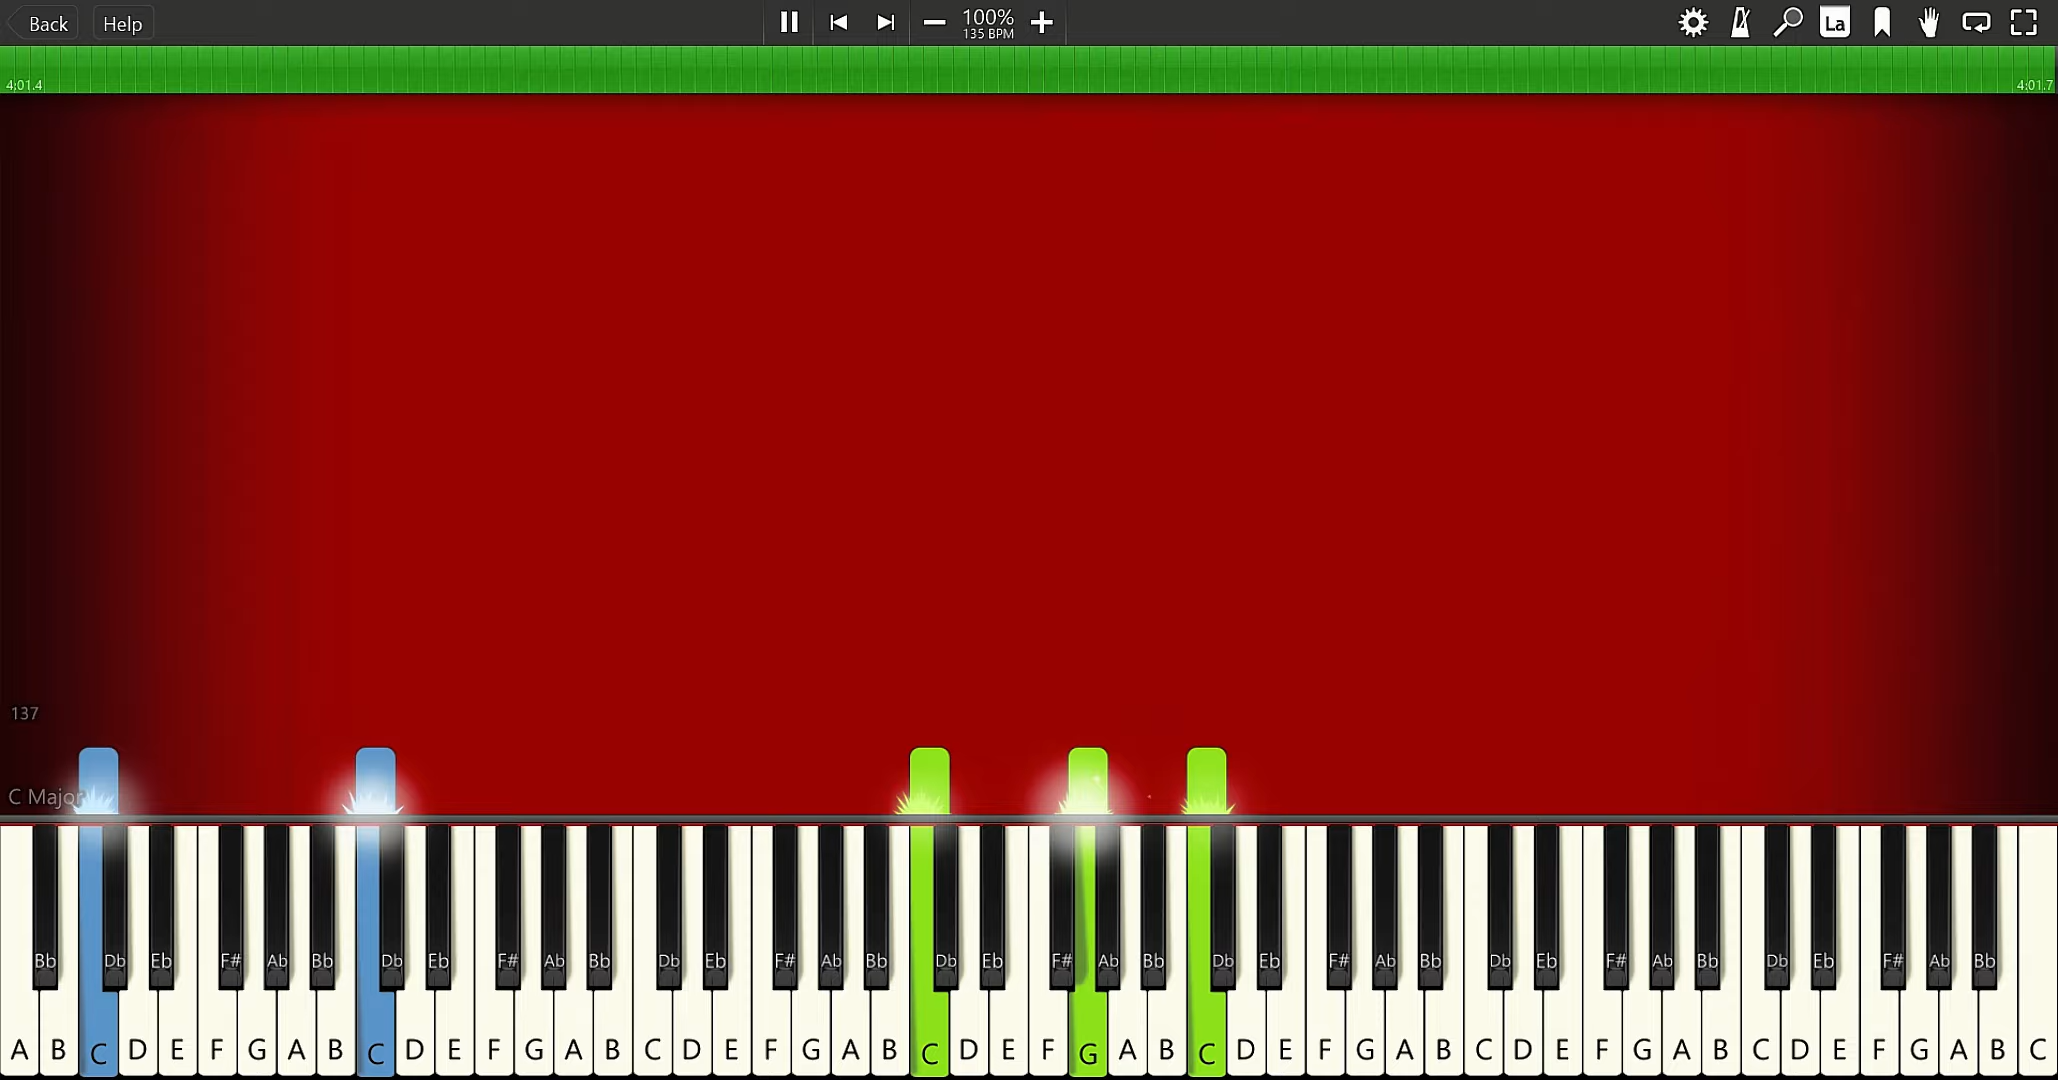 Back Help 100% La
135 BPM
4:01.4 4:01.7
137
C Major
Bb Db Eb F# Ab Bb Db Eb F# Ab Bb Db Eb F# Ab Bb Db Eb F# Ab Bb Db Eb F# Ab Bb Db Eb F# Ab Bb Db Eb F# Ab Bb
A B C D E F G A B C D E F G A B C D E F G A B C D E F G A B C D E F G A B C D E F G A B C D E F G A B C